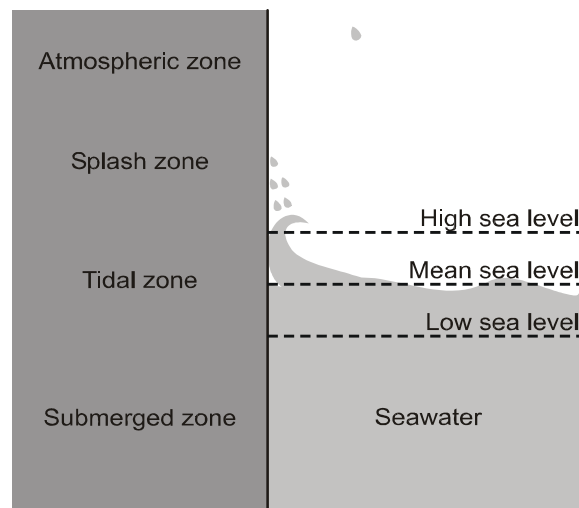 Atmospheric zone
Splash zone
High sea level
Mean sea level
Tidal zone
Low sea level
Submerged zone
Seawater